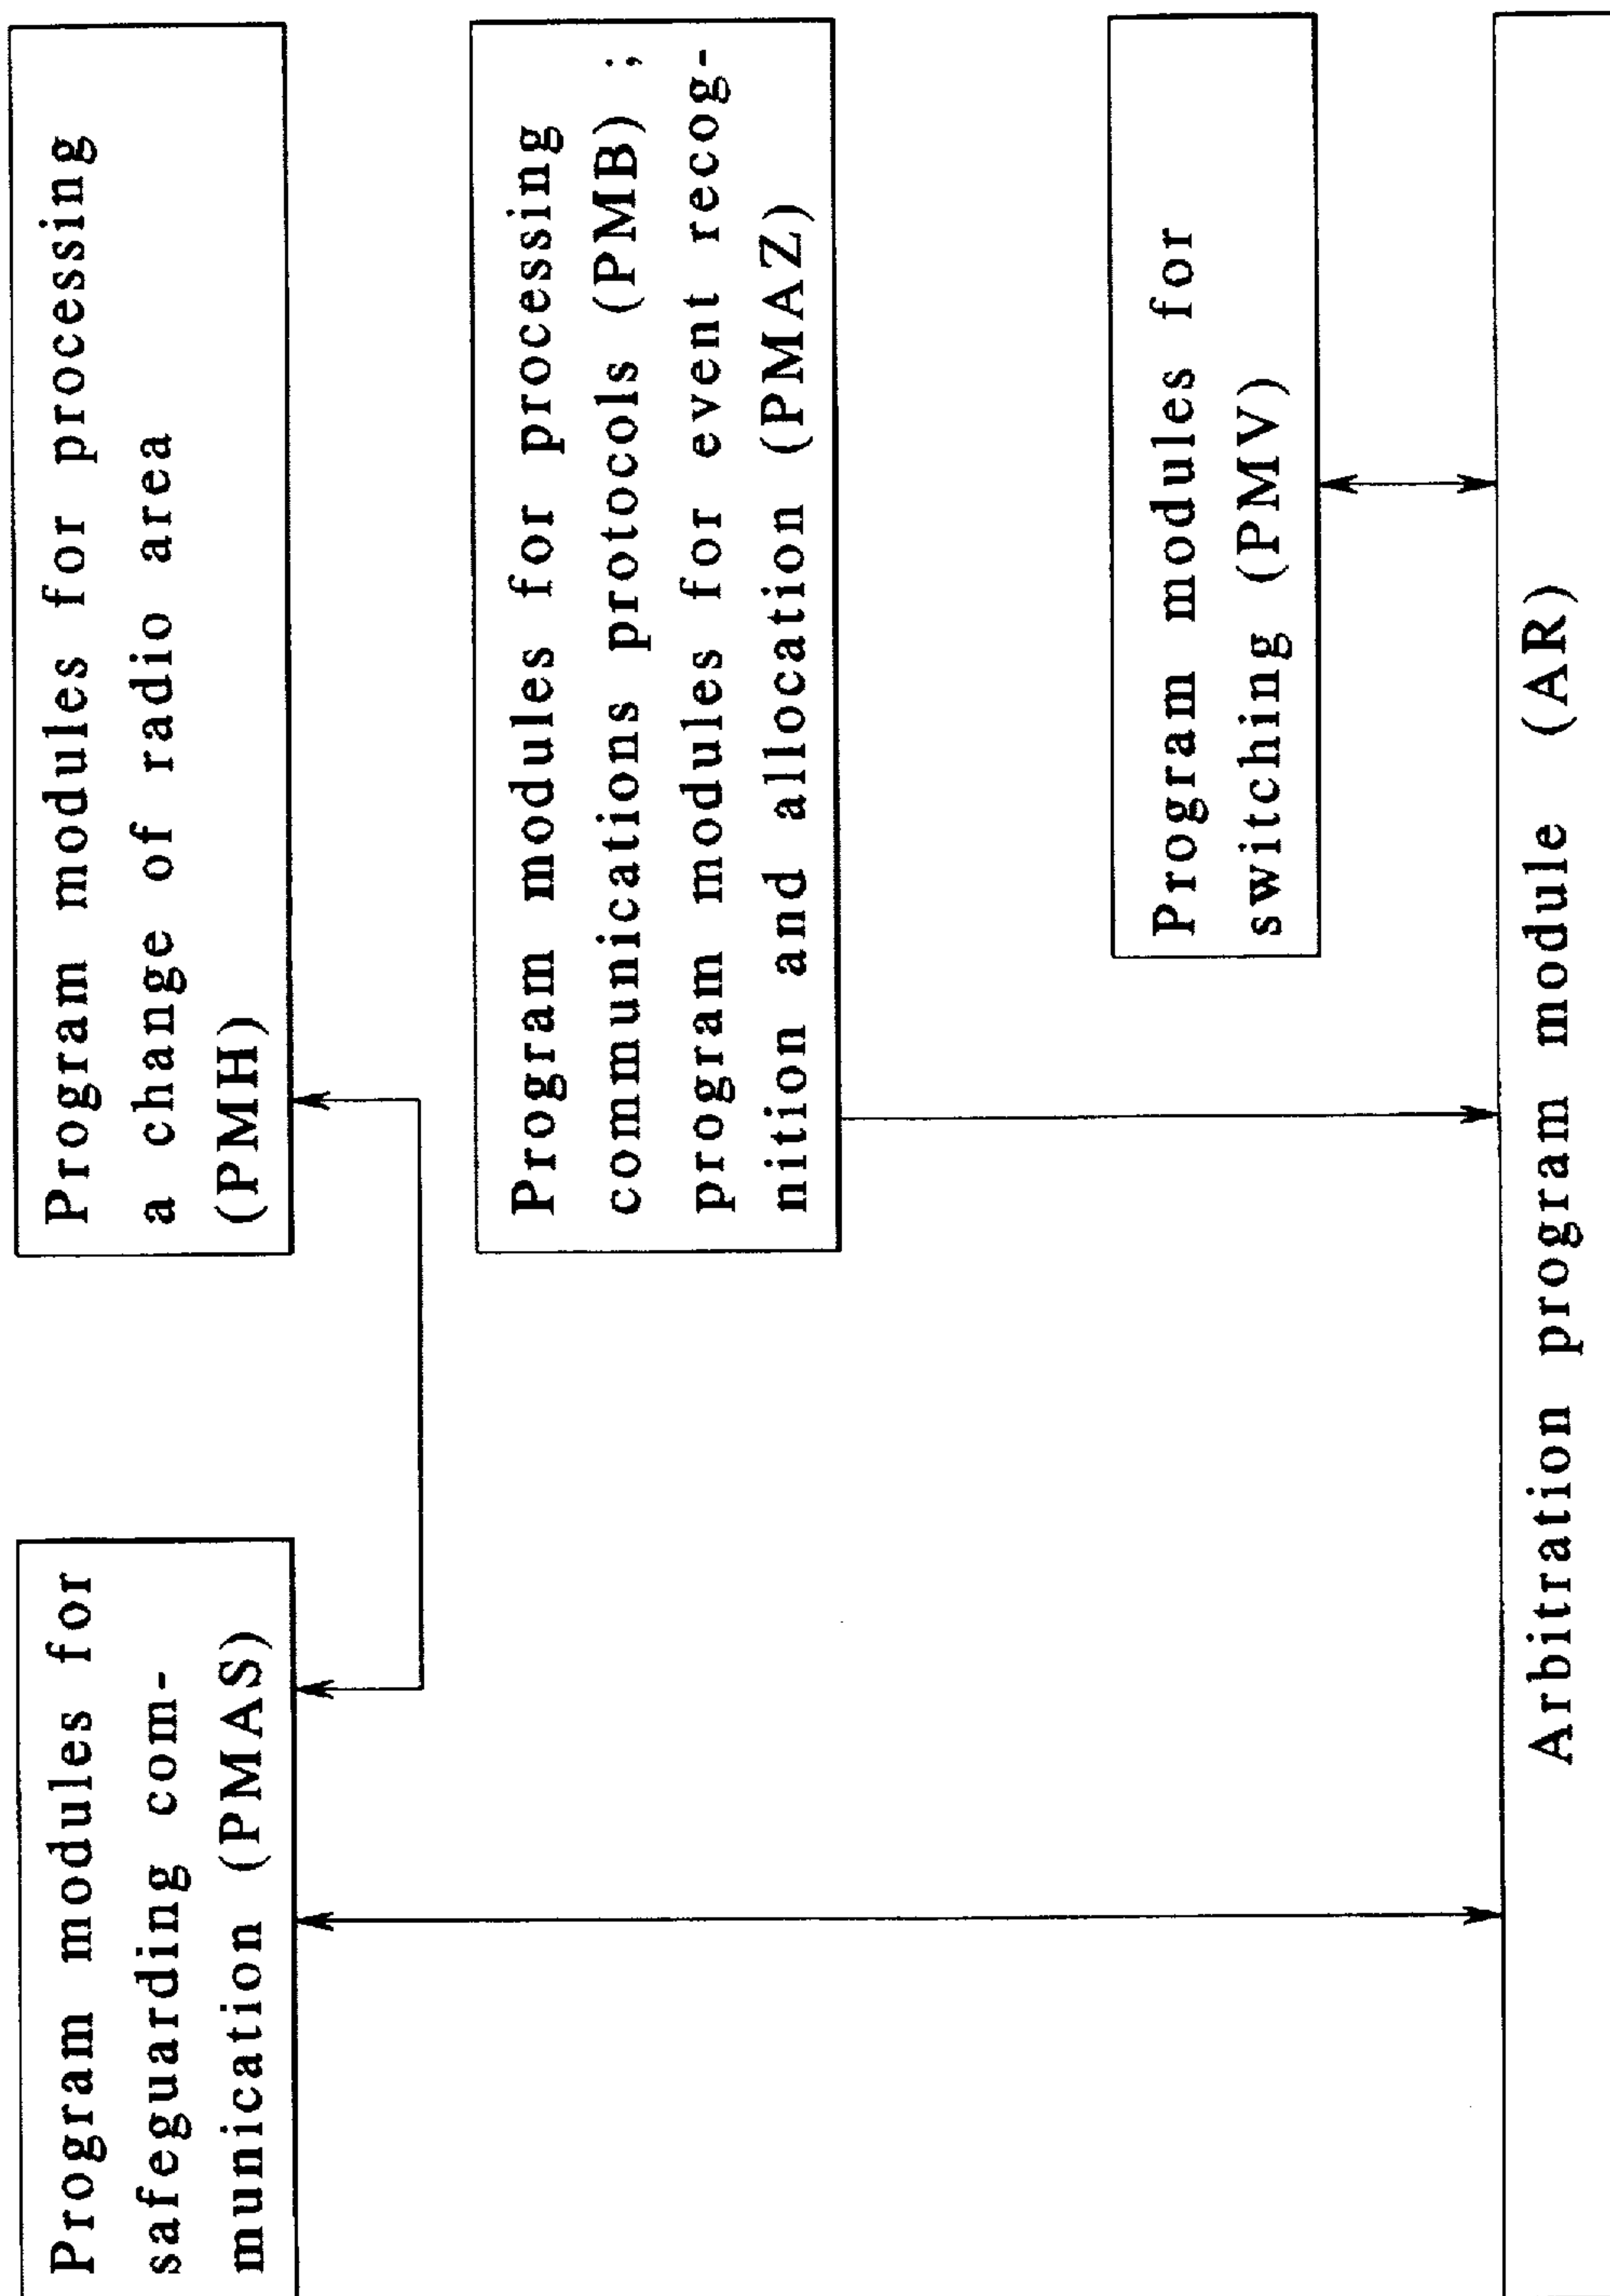 Program modules for
safeguarding com-
munication (PMAS)
Program modules for processing
a change of radio area
(PMH)
Program modules for processing
communications protocols (PMB) ;
program modules for event recog-
nition and allocation (PMAZ)
Program modules for
switching (PMV)
Arbitration program module (AR)